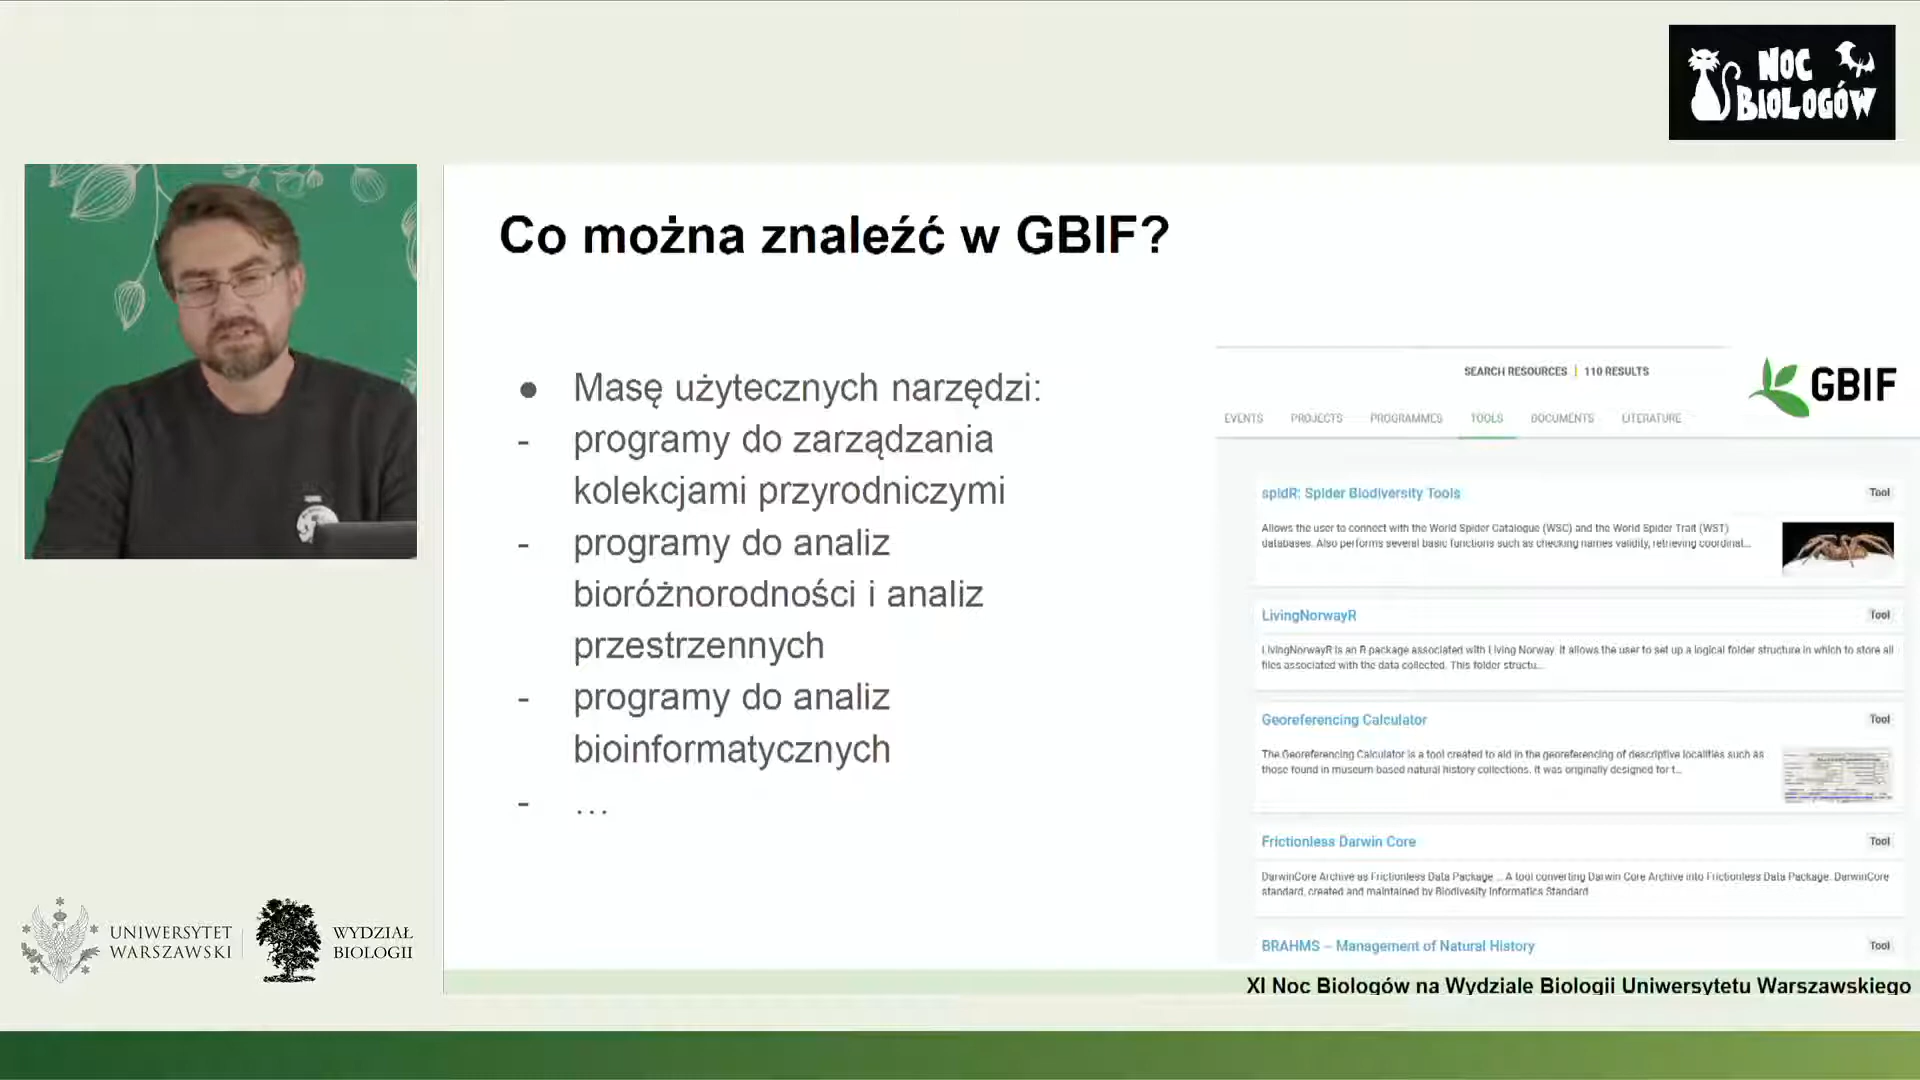 NOC
BIOLOGÓW
Co można znaleźć w GBIF?
● Masę użytecznych narzędzi:
- programy do zarządzania
kolekcjami przyrodniczymi
- programy do analiz
bioróżnorodności i analiz
przestrzennych
- programy do analiz
bioinformatycznych
- ...
SEARCH RESOURCES | 110 RESULTS
GBIF
EVENTS PROJECTS PROGRAMMES TOOLS DOCUMENTS LITERATURE
spidR: Spider Biodiversity Tools Tool
Allows the user to connect with the World Spider Catalogue (WSC) and the World Spider Trait (WST)
databases. Also performs several basic functions such as checking names validity, retrieving coordinat...
LivingNorwayR Tool
LivingNorwayR is an R package associated with Living Norway. It allows the user to set up a logical folder structure in which to store all
files associated with the data collected. This folder structu...
Georeferencing Calculator Tool
The Georeferencing Calculator is a tool created to aid in the georeferencing of descriptive localities such as
those found in museum-based natural history collections. It was originally designed for t...
Frictionless Darwin Core Tool
DarwinCore Archive as Frictionless Data Package ... A tool converting Darwin Core Archive into Frictionless Data Package. DarwinCore
standard, created and maintained by Biodivesity Informatics Standard
BRAHMS – Management of Natural History Tool
UNIWERSYTET
WARSZAWSKI
WYDZIAŁ
BIOLOGII
XI Noc Biologów na Wydziale Biologii Uniwersytetu Warszawskiego